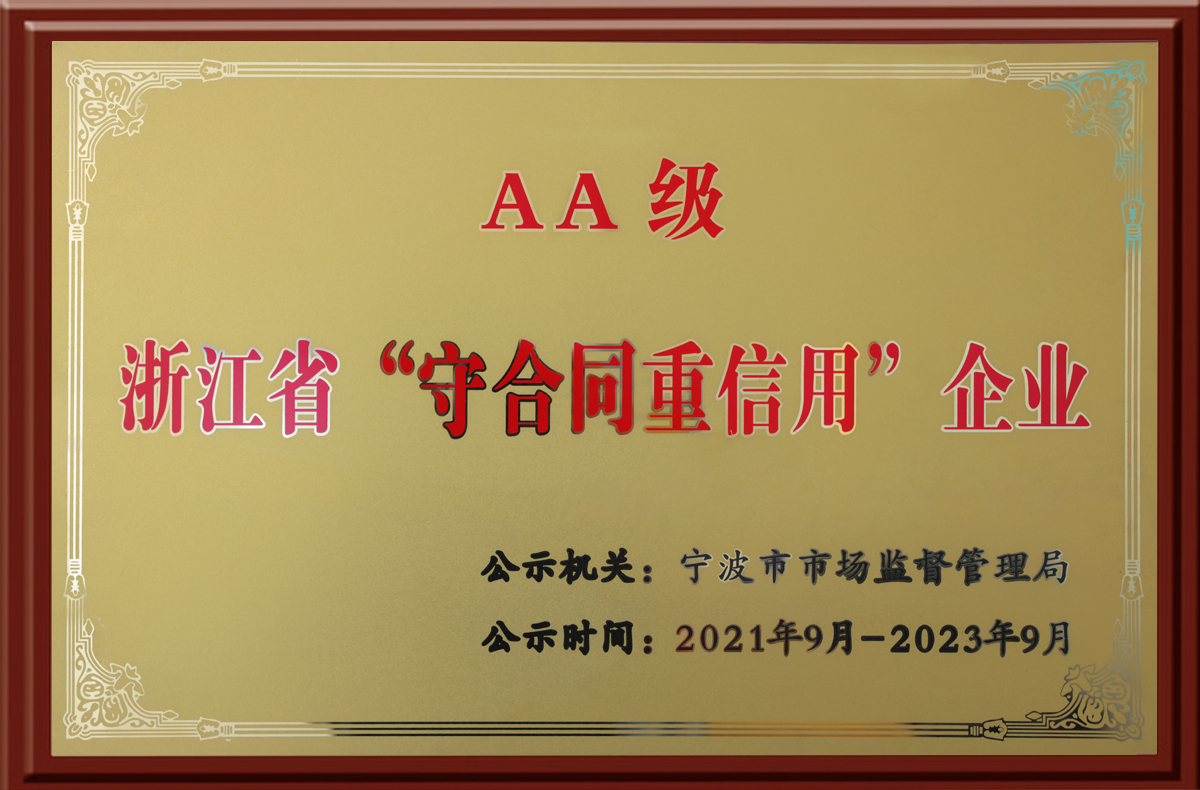 AA级
浙江省“守合同重信用”企业
公示机关：宁波市市场监督管理局
公示时间：2021年9月-2023年9月